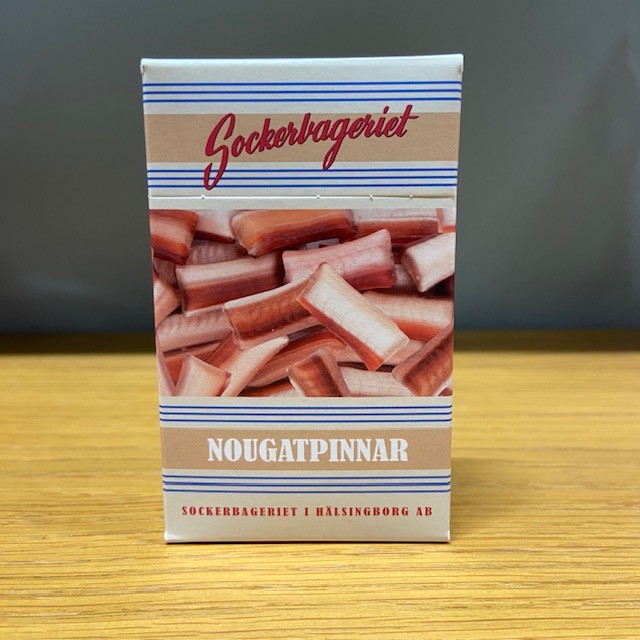 Sockerbageriet
NOUGATPINNAR
SOCKERBAGERIET I HÄLSINGBORG AB